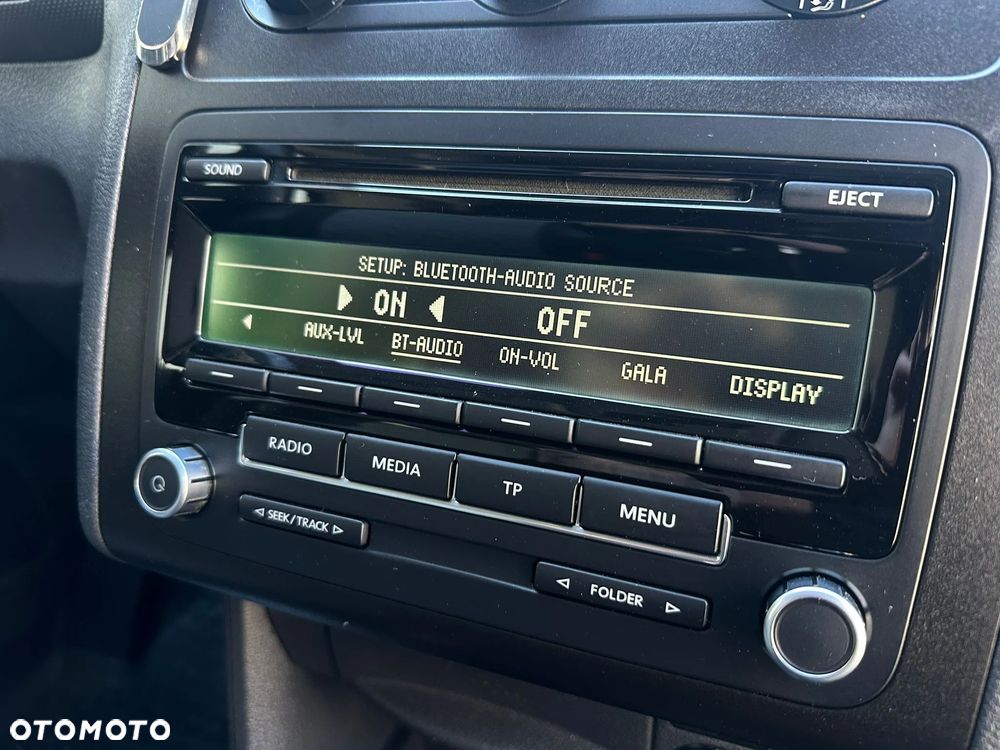 SOUND
EJECT
SETUP: BLUETOOTH-AUDIO SOURCE
ON OFF
AUX-LVL BT-AUDIO ON-VOL GALA DISPLAY
RADIO MEDIA TP MENU
SEEK/TRACK
FOLDER
OTOMOTO